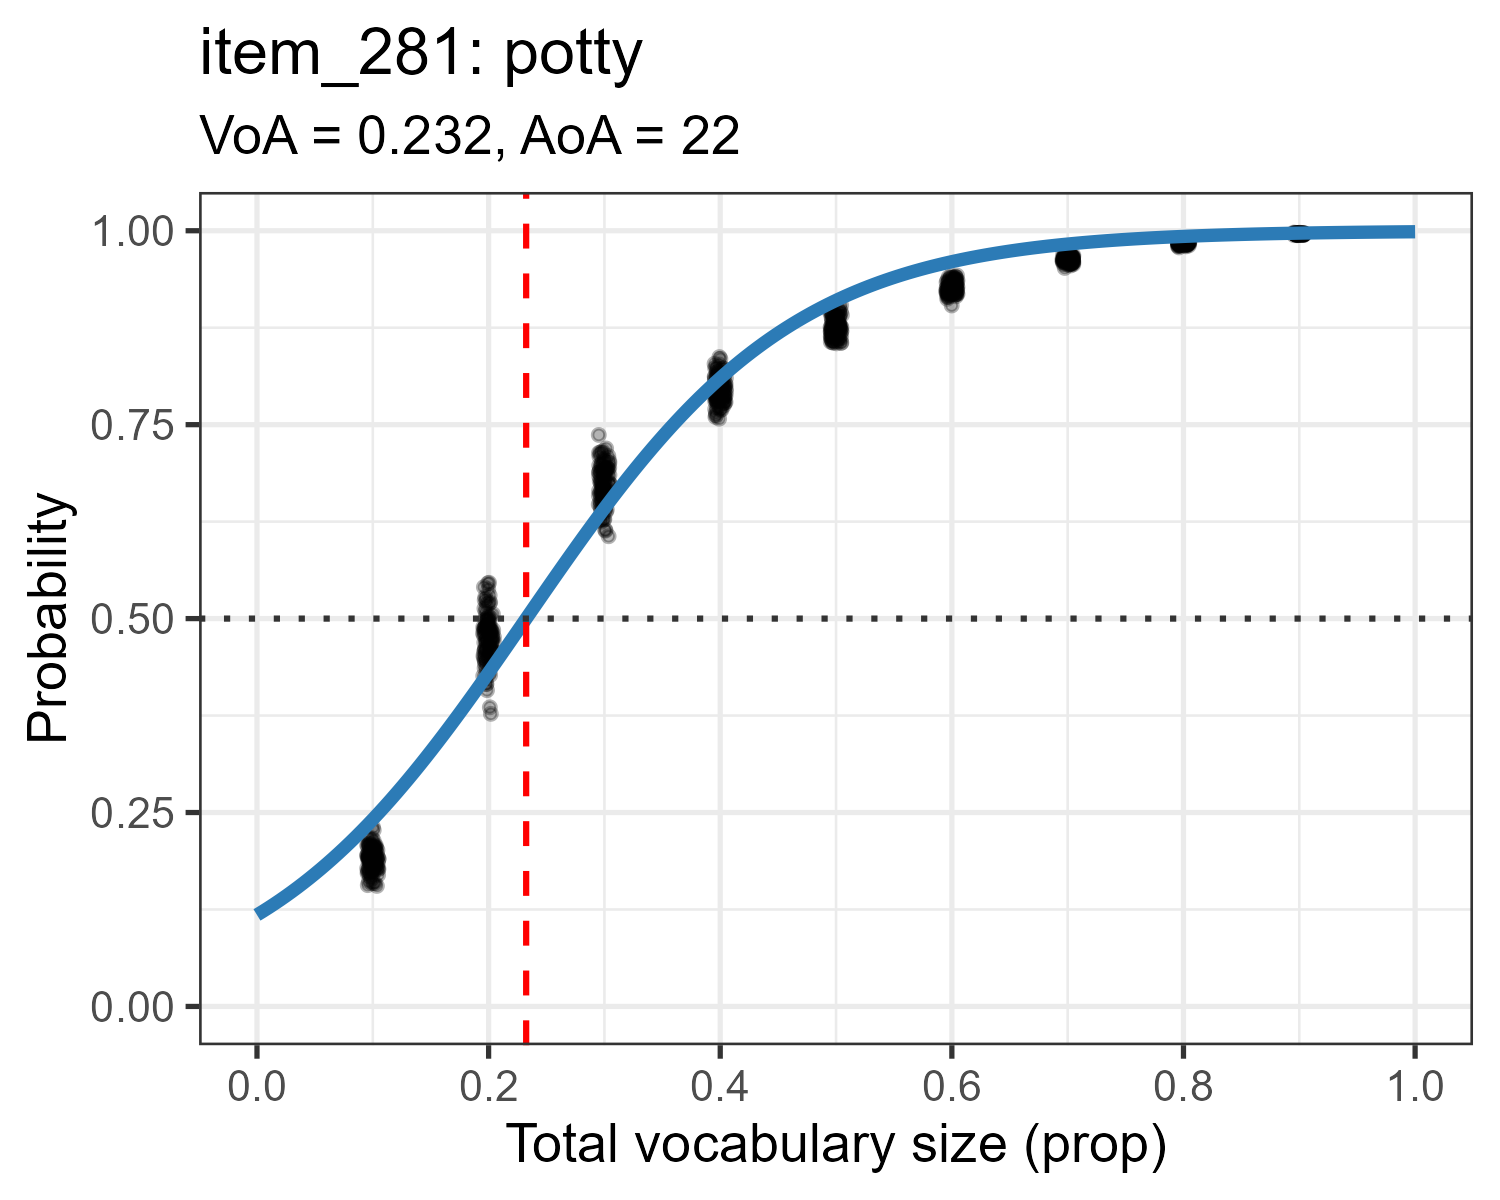 item_281: potty
VoA = 0.232, AoA = 22
1.00
0.75
0.50
0.25
0.00
Probability
0.0 0.2 0.4 0.6 0.8 1.0
Total vocabulary size (prop)